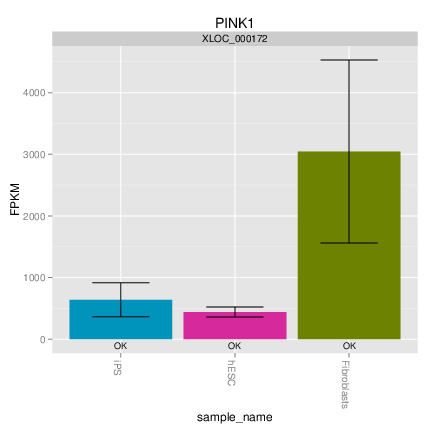 PINK1
XLOC_000172
FPKM
4000
3000
2000
1000
0
OK OK OK
iPS hESC Fibroblasts
sample_name